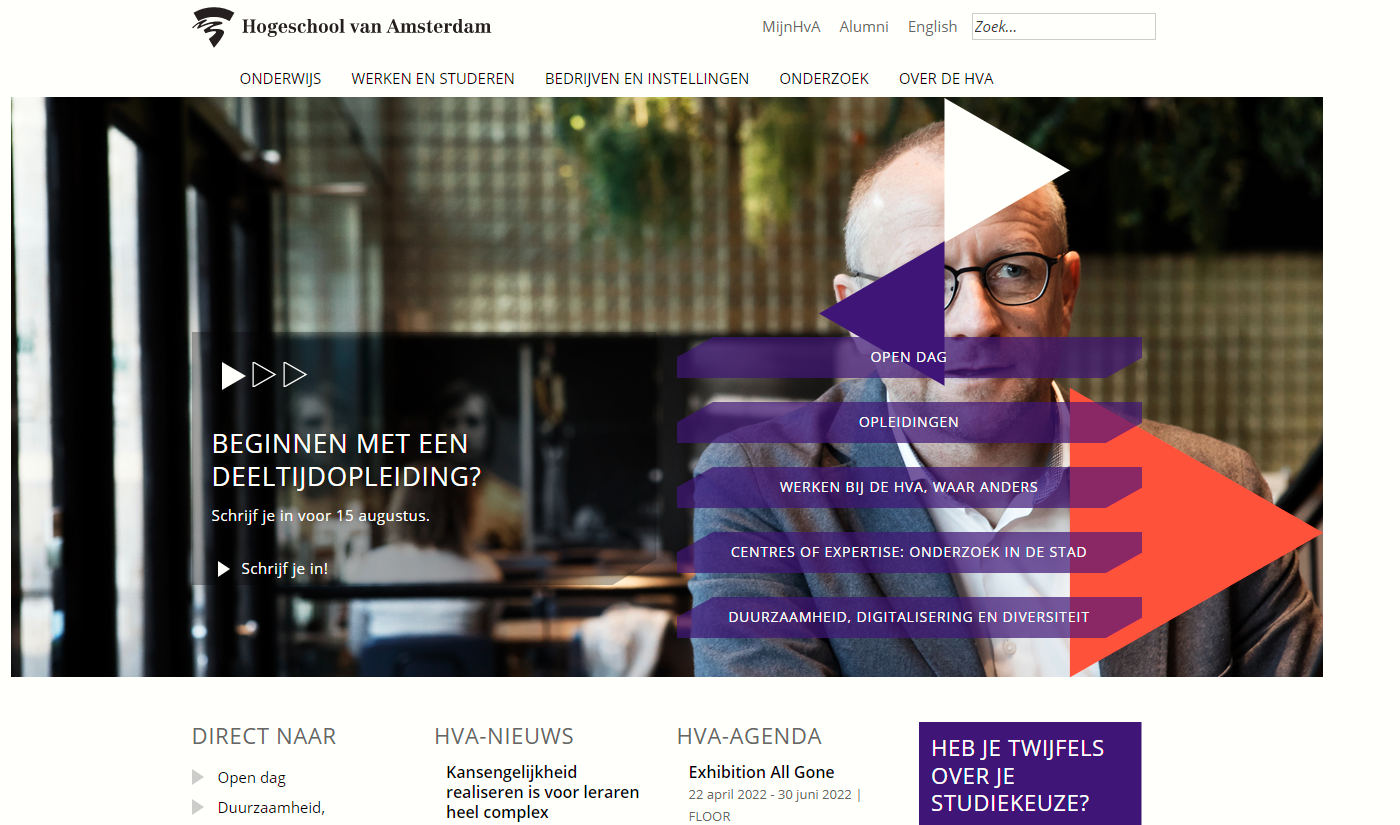 Hogeschool van Amsterdam
MijnHvA Alumni English Zoek...
ONDERWIJS WERKEN EN STUDEREN BEDRIJVEN EN INSTELLINGEN ONDERZOEK OVER DE HVA
BEGINNEN MET EEN
DEELTIJDOPLEIDING?
Schrijf je in voor 15 augustus.
Schrijf je in!
OPEN DAG
OPLEIDINGEN
WERKEN BIJ DE HVA, WAAR ANDERS
CENTRES OF EXPERTISE: ONDERZOEK IN DE STAD
DUURZAAMHEID, DIGITALISERING EN DIVERSITEIT
DIRECT NAAR
Open dag
Duurzaamheid,
HVA-NIEUWS
Kansengelijkheid
realiseren is voor leraren
heel complex
HVA-AGENDA
Exhibition All Gone
22 april 2022 - 30 juni 2022 |
FLOOR
HEB JE TWIJFELS
OVER JE
STUDIEKEUZE?